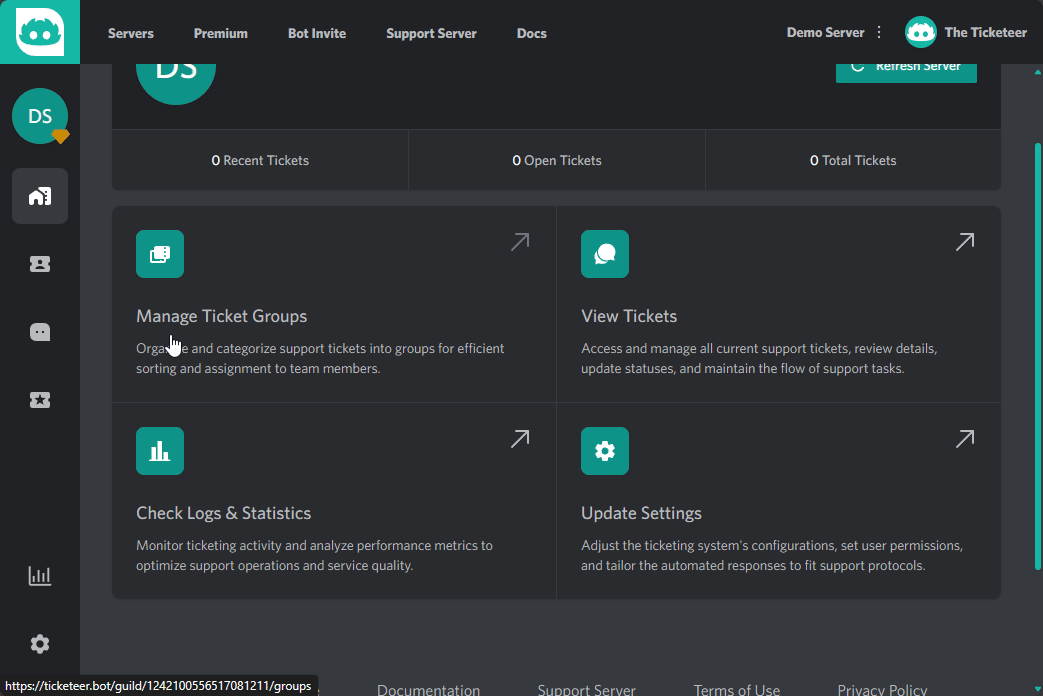 Servers
Premium
Bot Invite
Support Server
Docs
Demo Server
The Ticketeer
DS
Refresh Server
DS
0 Recent Tickets
0 Open Tickets
0 Total Tickets
Manage Ticket Groups
Organize and categorize support tickets into groups for efficient
sorting and assignment to team members.
View Tickets
Access and manage all current support tickets, review details,
update statuses, and maintain the flow of support tasks.
Check Logs & Statistics
Monitor ticketing activity and analyze performance metrics to
optimize support operations and service quality.
Update Settings
Adjust the ticketing system's configurations, set user permissions,
and tailor the automated responses to fit support protocols.
https://ticketeer.bot/guild/1242100556517081211/groups
Documentation
Support Server
Terms of Use
Privacy Policy